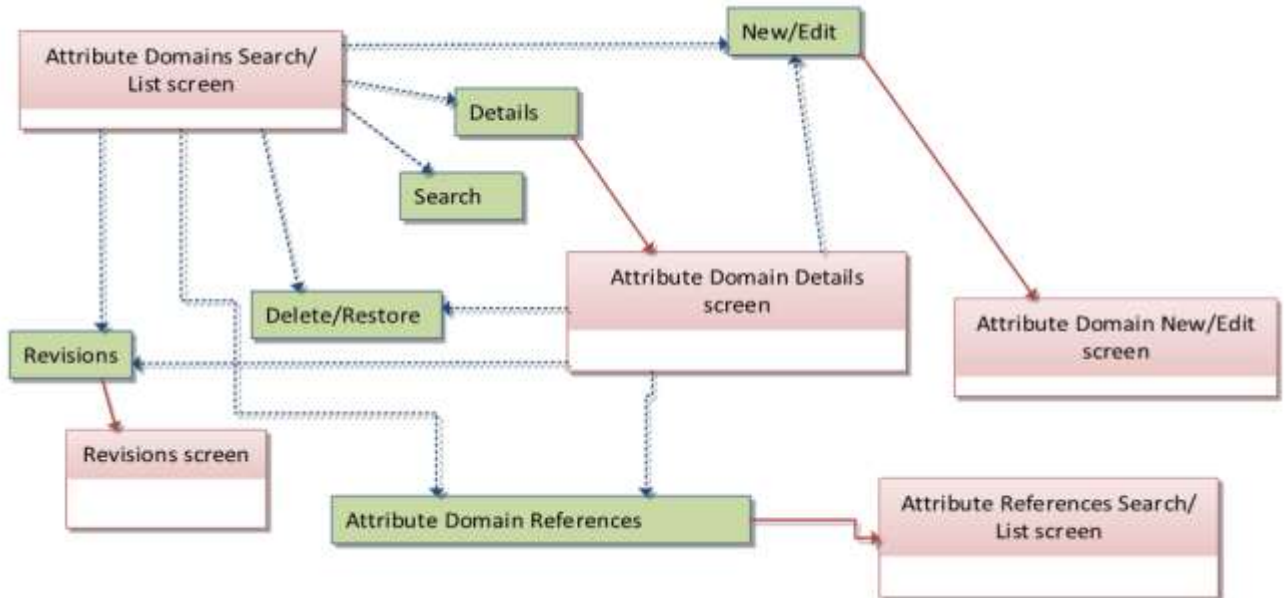 New/Edit
Attribute Domains Search/
List screen
Details
Search
Attribute Domain Details
screen
Delete/Restore
Attribute Domain New/Edit
screen
Revisions
Revisions screen
Attribute Domain References
Attribute References Search/
List screen